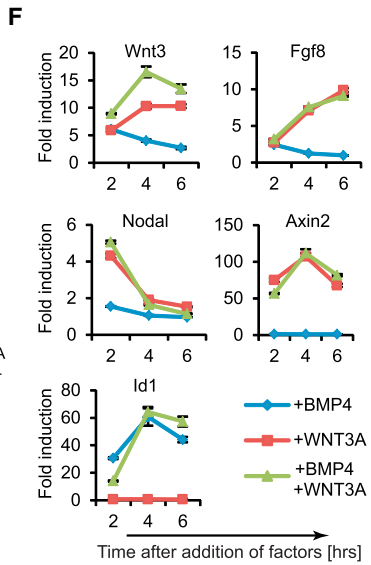 F
Wnt3
Fgf8
Fold induction
20
15
10
5
0
2 4 6
15
10
5
0
2 4 6
Nodal
Axin2
Fold induction
6
4
2
0
2 4 6
150
100
50
0
2 4 6
A
Id1
Fold induction
80
60
40
20
0
2 4 6
+BMP4
+WNT3A
+BMP4
+WNT3A
Time after addition of factors [hrs]